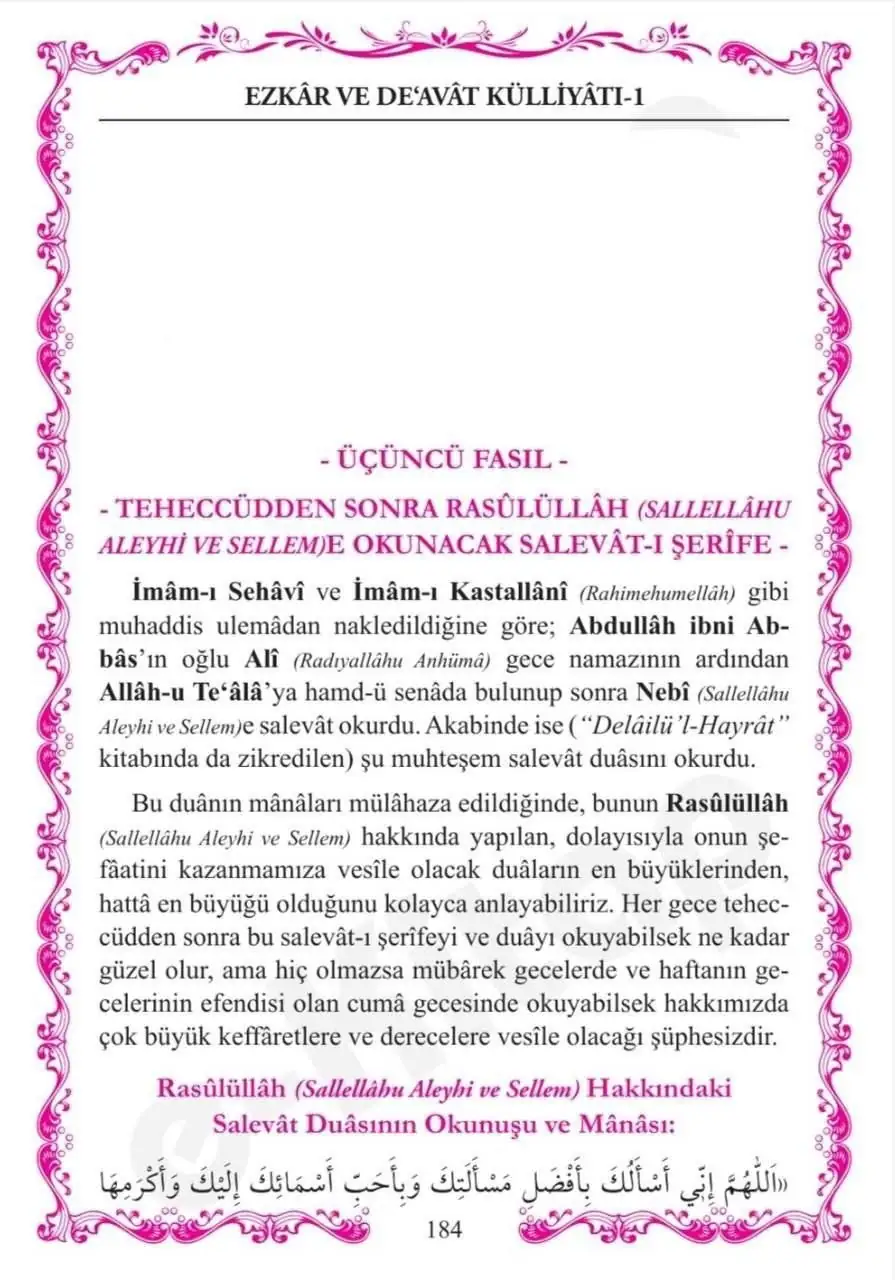 EZKÂR VE DE‘AVÂT KÜLLİYÂTI-1
- ÜÇÜNCÜ FASIL -
- TEHECCÜDDEN SONRA RASÛLÜLLÂH (SALLELLÂHU
ALEYHİ VE SELLEM)E OKUNACAK SALEVÂT-I ŞERÎFE -
İmâm-ı Sehâvî ve İmâm-ı Kastallânî (Rahimehumellâh) gibi
muhaddis ulemâdan nakledildiğine göre; Abdullâh ibni Ab-
bâs’ın oğlu Alî (Radıyallâhu Anhümâ) gece namazının ardından
Allâh-u Te‘âlâ’ya hamd-ü senâda bulunup sonra Nebî (Sallellâhu
Aleyhi ve Sellem)e salevât okurdu. Akabinde ise (“Delâilü’l-Hayrât”
kitabında da zikredilen) şu muhteşem salevât duâsını okurdu.
Bu duânın mânâları mülâhaza edildiğinde, bunun Rasûlüllâh
(Sallellâhu Aleyhi ve Sellem) hakkında yapılan, dolayısıyla onun şe-
fâatini kazanmamıza vesîle olacak duâların en büyüklerinden,
hattâ en büyüğü olduğunu kolayca anlayabiliriz. Her gece tehec-
cüdden sonra bu salevât-ı şerîfeyi ve duâyı okuyabilsek ne kadar
güzel olur, ama hiç olmazsa mübârek gecelerde ve haftanın ge-
celerinin efendisi olan cumâ gecesinde okuyabilsek hakkımızda
çok büyük keffâretlere ve derecelere vesîle olacağı şüphesizdir.
Rasûlüllâh (Sallellâhu Aleyhi ve Sellem) Hakkındaki
Salevât Duâsının Okunuşu ve Mânâsı:
«اَللّٰهُمَّ إِنِّي أَسْأَلُكَ بِأَفْضَلِ مَسْأَلَتِكَ وَبِأَحَبِّ أَسْمَائِكَ إِلَيْكَ وَأَكْرَمِهَا
184